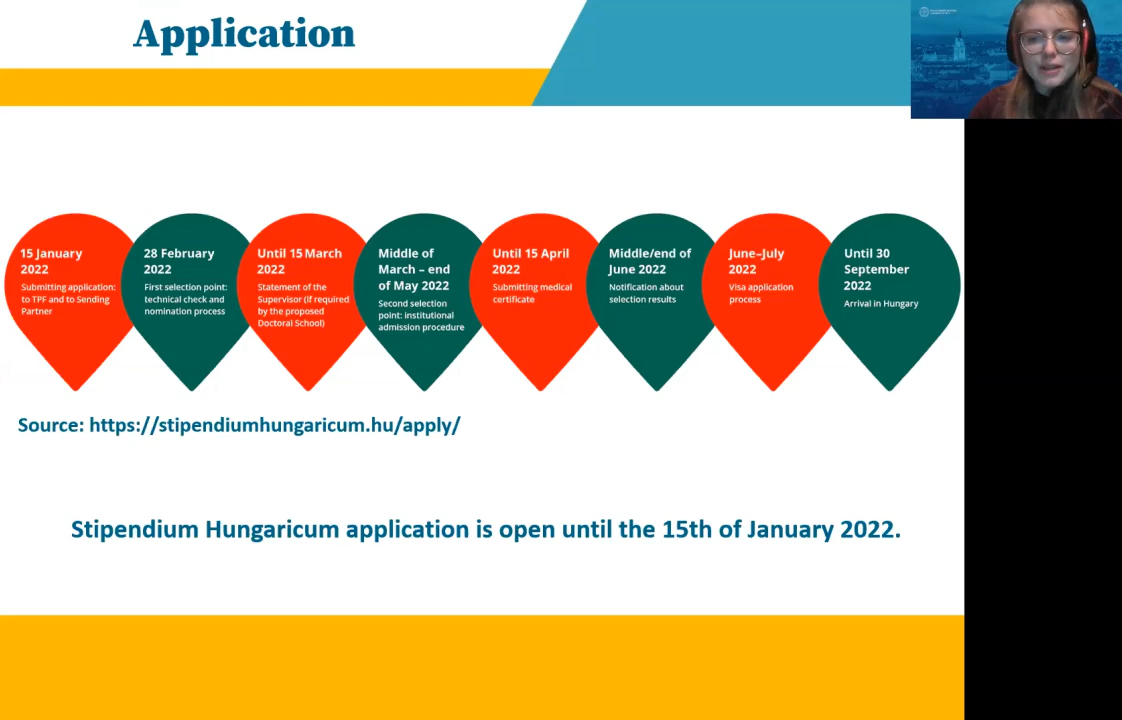 Application
15 January
2022
Submitting application:
to TPF and to Sending
Partner
28 February
2022
First selection point:
technical check and
nomination process
Until 15 March
2022
Statement of the
Supervisor (if required
by the proposed
Doctoral School)
Middle of
March – end
of May 2022
Second selection
point: institutional
admission procedure
Until 15 April
2022
Submitting medical
certificate
Middle/end of
June 2022
Notification about
selection results
June–July
2022
Visa application
process
Until 30
September
2022
Arrival in Hungary
Source: https://stipendiumhungaricum.hu/apply/
Stipendium Hungaricum application is open until the 15th of January 2022.